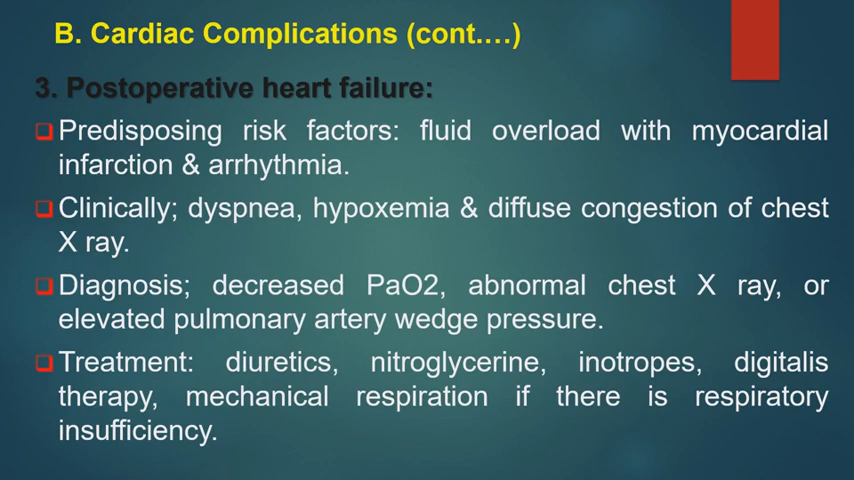 B. Cardiac Complications (cont.…)
3. Postoperative heart failure:
Predisposing risk factors: fluid overload with myocardial
infarction & arrhythmia.
Clinically; dyspnea, hypoxemia & diffuse congestion of chest
X ray.
Diagnosis; decreased PaO2, abnormal chest X ray, or
elevated pulmonary artery wedge pressure.
Treatment: diuretics, nitroglycerine, inotropes, digitalis
therapy, mechanical respiration if there is respiratory
insufficiency.